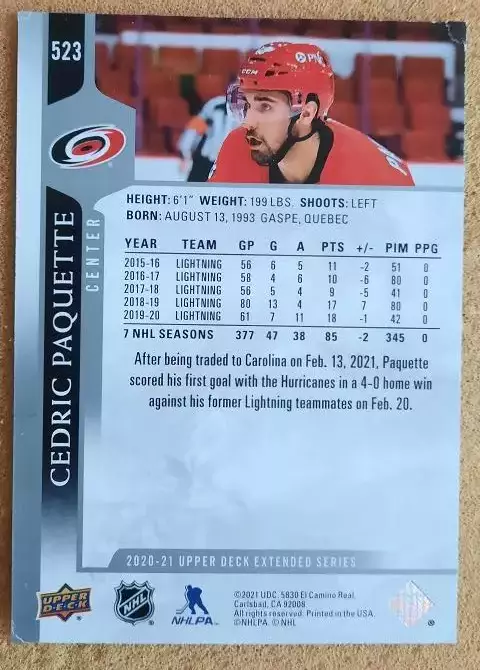 523
CCM
CEDRIC PAQUETTE
CENTER
HEIGHT: 6'1" WEIGHT: 199 LBS. SHOOTS: LEFT
BORN: AUGUST 13, 1993 GASPE, QUEBEC
YEAR TEAM GP G A PTS +/- PIM PPG
2015-16 LIGHTNING 56 6 5 11 -2 51 0
2016-17 LIGHTNING 58 4 6 10 -6 80 0
2017-18 LIGHTNING 56 5 4 9 -5 41 0
2018-19 LIGHTNING 80 13 4 17 7 80 0
2019-20 LIGHTNING 61 7 11 18 -1 42 0
7 NHL SEASONS 377 47 38 85 -2 345 0
After being traded to Carolina on Feb. 13, 2021, Paquette
scored his first goal with the Hurricanes in a 4-0 home win
against his former Lightning teammates on Feb. 20.
2020-21 UPPER DECK EXTENDED SERIES
UPPER
DECK
NHL
NHLPA
©2021 UDC. 5830 El Camino Real.
Carlsbad, CA 92008
All rights reserved. Printed in the USA.
©NHLPA. © NHL
®